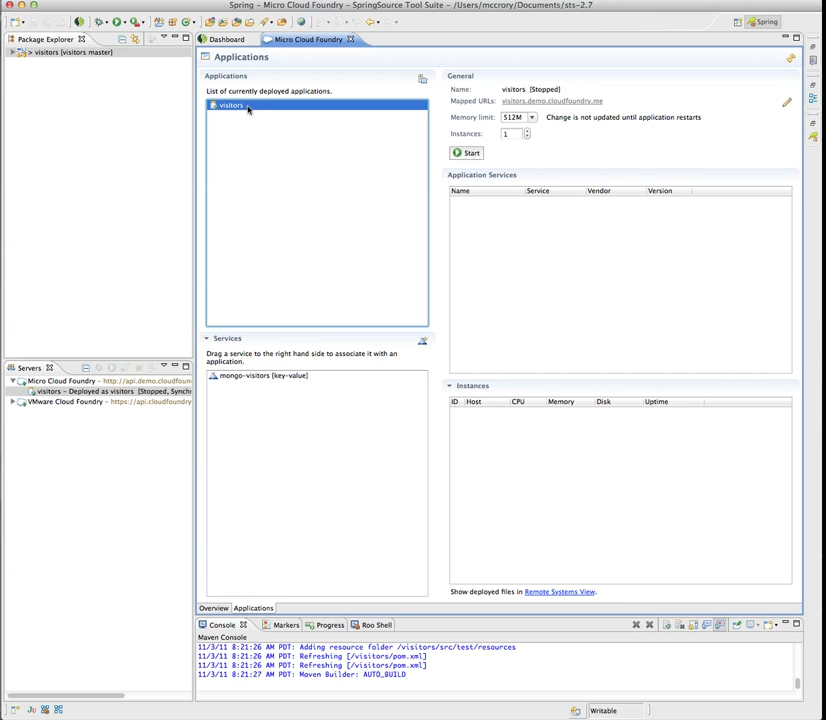 Spring - Micro Cloud Foundry - SpringSource Tool Suite - /Users/mccrory/Documents/sts-2.7
Spring
Package Explorer
> visitors [visitors master]
Dashboard
Micro Cloud Foundry
Applications
Applications
List of currently deployed applications.
visitors
General
Name: visitors [Stopped]
Mapped URLs: visitors.demo.cloudfoundry.me
Memory limit: 512M Change is not updated until application restarts
Instances: 1
Start
Application Services
Name Service Vendor Version
Services
Drag a service to the right hand side to associate it with an
application.
mongo-visitors [key-value]
Servers
Micro Cloud Foundry - http://api.demo.cloudfoun
visitors - Deployed as visitors [Stopped, Synchr
VMware Cloud Foundry - https://api.cloudfoundry
Instances
ID Host CPU Memory Disk Uptime
Show deployed files in Remote Systems View.
Overview Applications
Console Markers Progress Roo Shell
Maven Console
11/3/11 8:21:26 AM PDT: Adding resource folder /visitors/src/test/resources
11/3/11 8:21:26 AM PDT: Refreshing [/visitors/pom.xml]
11/3/11 8:21:26 AM PDT: Refreshing [/visitors/pom.xml]
11/3/11 8:21:27 AM PDT: Maven Builder: AUTO_BUILD
Writable